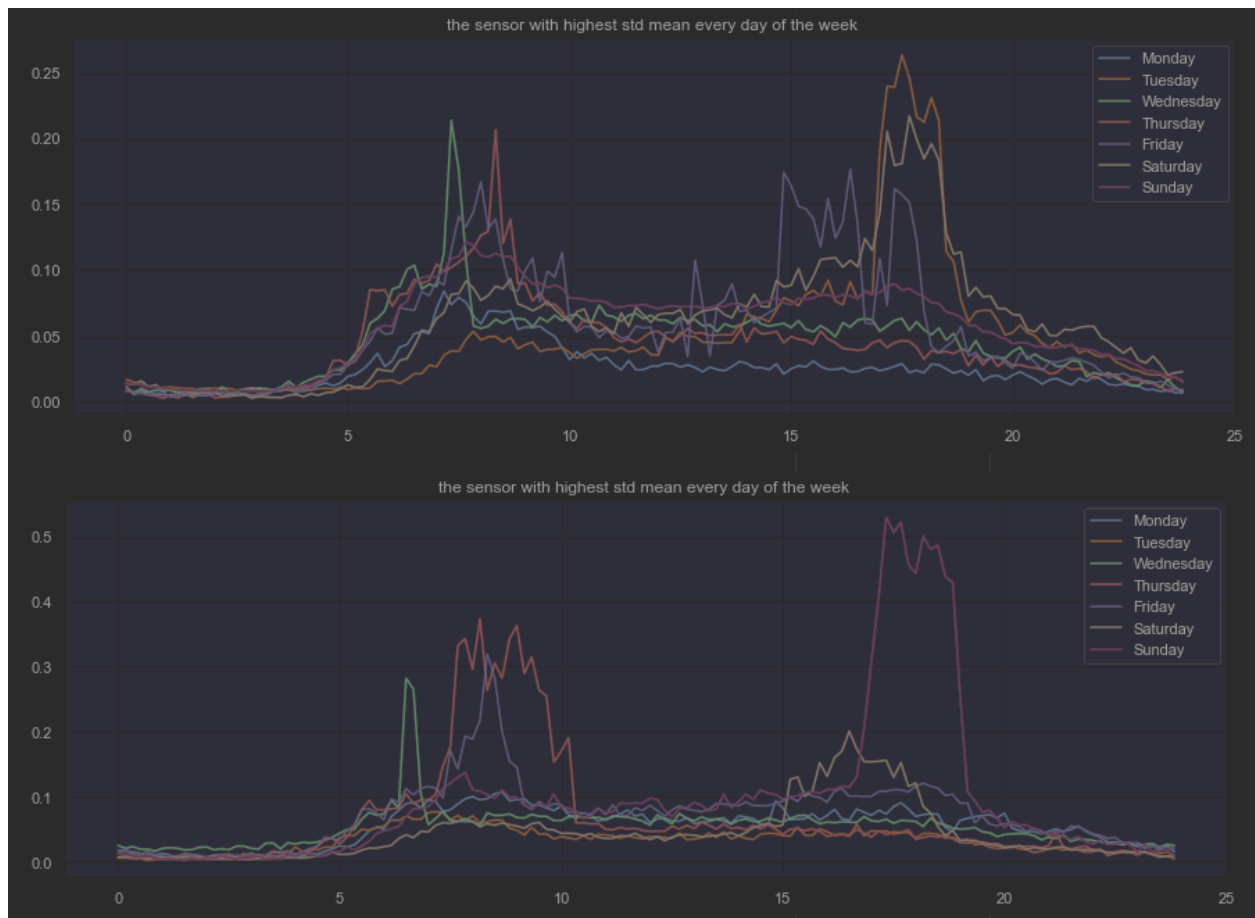 the sensor with highest std mean every day of the week
0.25
0.20
0.15
0.10
0.05
0.00
0 5 10 15 20 25
Monday
Tuesday
Wednesday
Thursday
Friday
Saturday
Sunday
the sensor with highest std mean every day of the week
0.5
0.4
0.3
0.2
0.1
0.0
0 5 10 15 20 25
Monday
Tuesday
Wednesday
Thursday
Friday
Saturday
Sunday